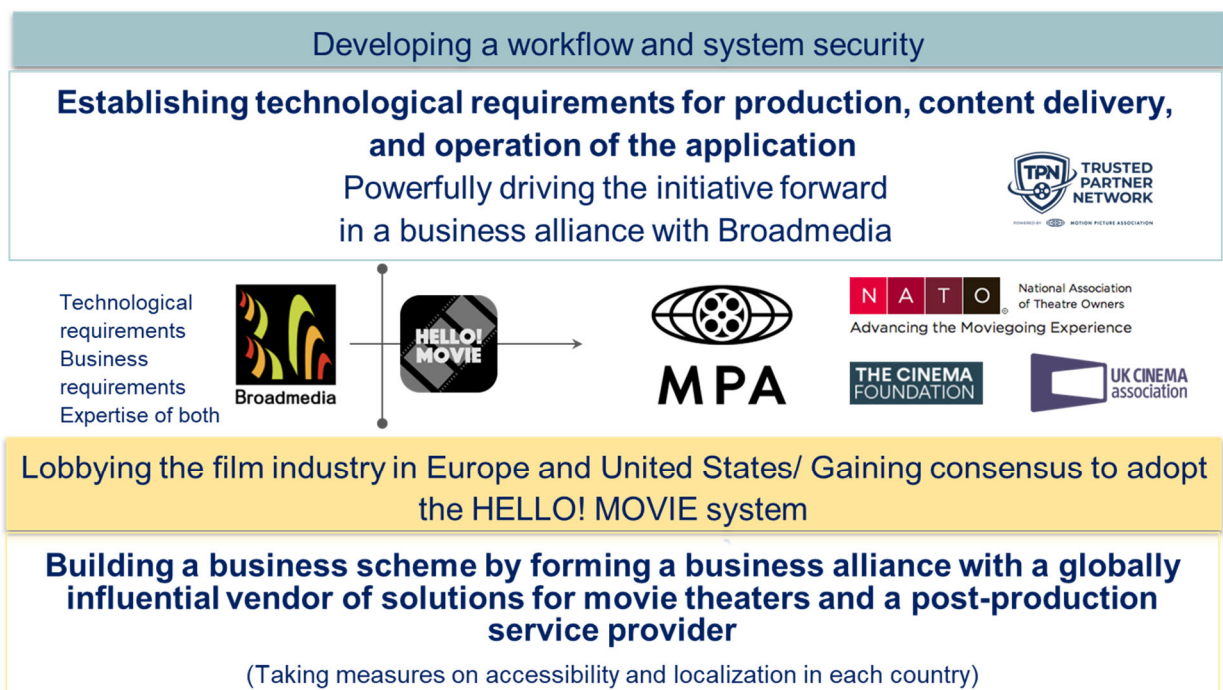 Developing a workflow and system security
Establishing technological requirements for production, content delivery,
and operation of the application
Powerfully driving the initiative forward
in a business alliance with Broadmedia
TPN
TRUSTED
PARTNER
NETWORK
POWERED BY MOTION PICTURE ASSOCIATION
Technological
requirements
Business
requirements
Expertise of both
Broadmedia
HELLO!
MOVIE
MPA
NATO
National Association
of Theatre Owners
Advancing the Moviegoing Experience
THE CINEMA
FOUNDATION
UK CINEMA
association
Lobbying the film industry in Europe and United States/ Gaining consensus to adopt
the HELLO! MOVIE system
Building a business scheme by forming a business alliance with a globally
influential vendor of solutions for movie theaters and a post-production
service provider
(Taking measures on accessibility and localization in each country)